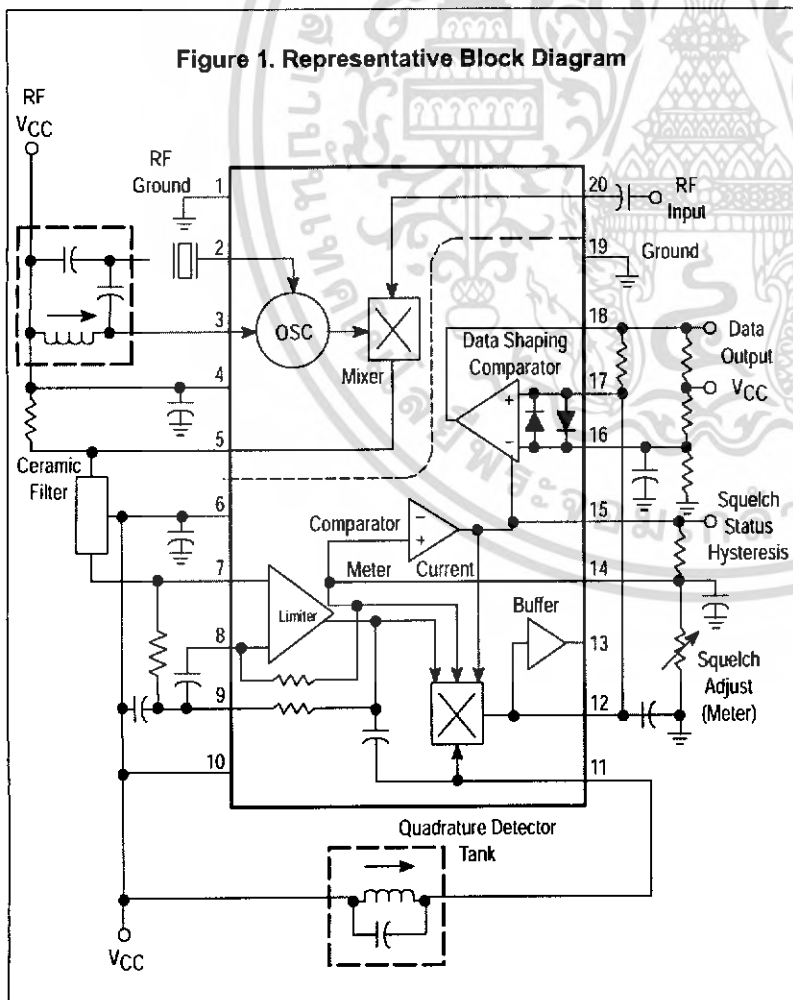 Figure 1. Representative Block Diagram
RF
VCC
RF
Ground
1
2
3
4
5
6
7
8
9
10
20
19
18
17
16
15
14
13
12
11
RF
Input
Ground
OSC
Mixer
Data Shaping
Comparator
+
−
Data
Output
VCC
Ceramic
Filter
Comparator
−
+
Meter
Current
Squelch
Status
Hysteresis
Limiter
Buffer
Squelch
Adjust
(Meter)
Quadrature Detector
Tank
VCC